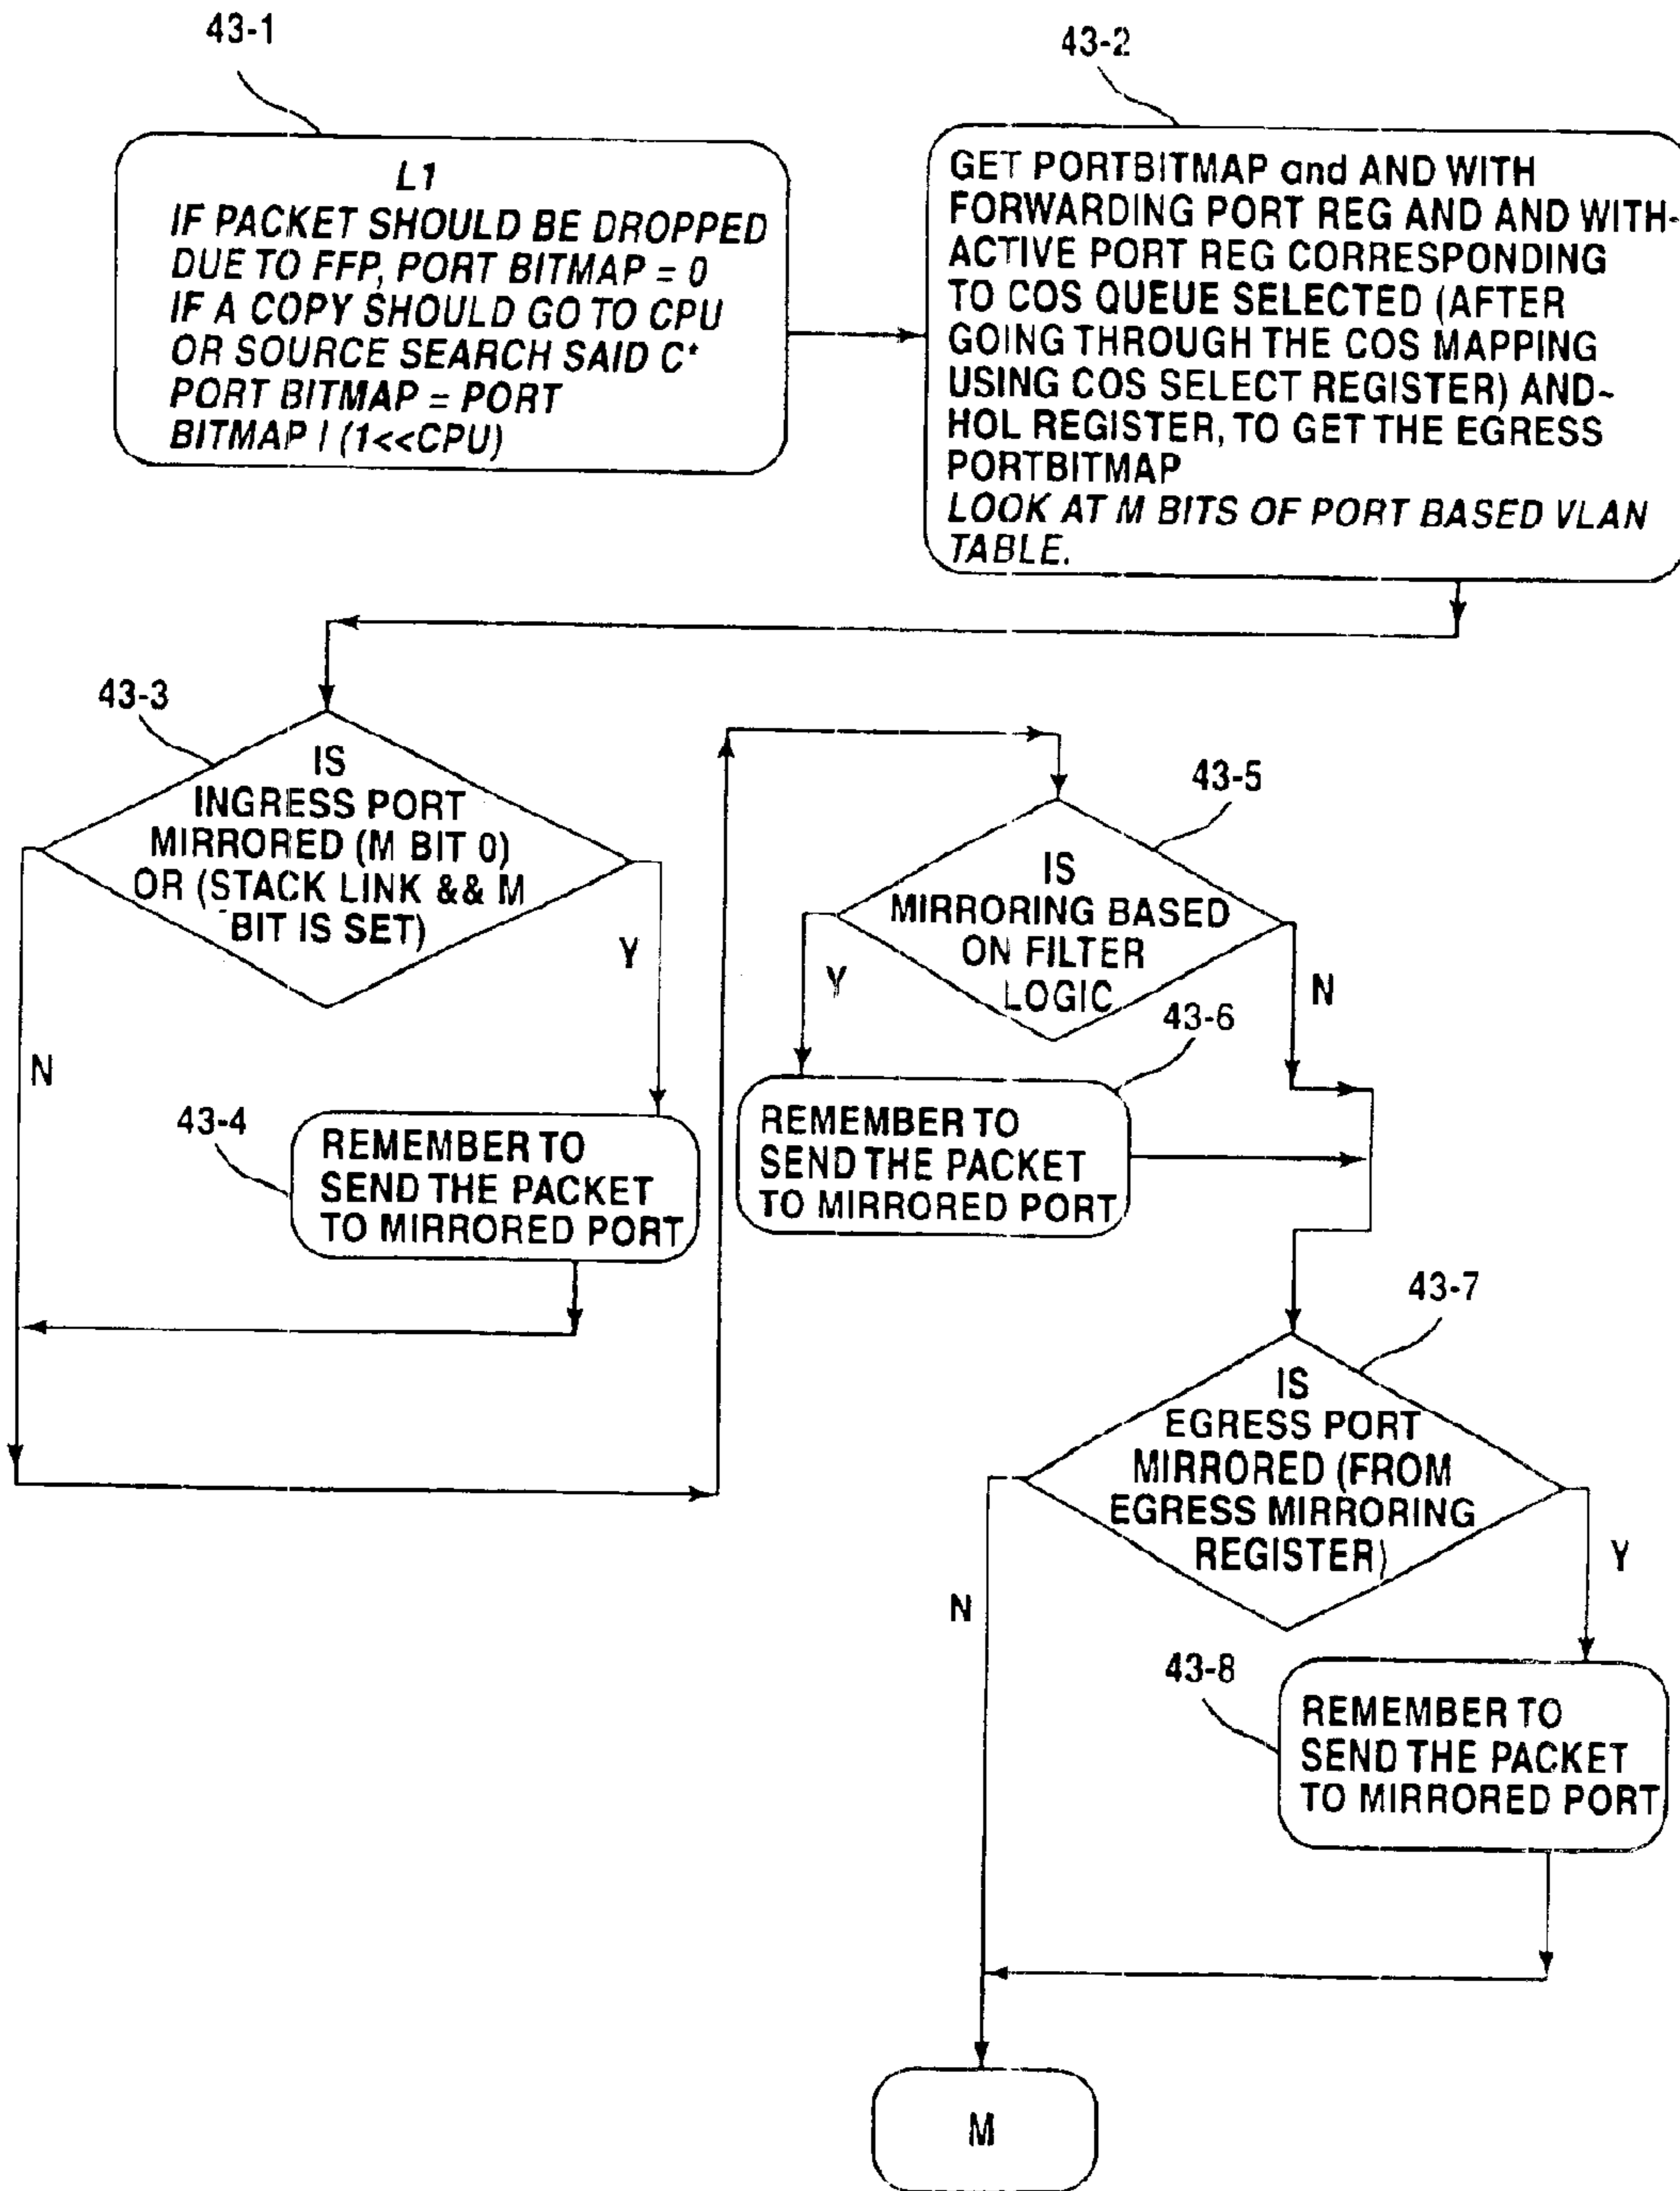 43-1
L1
IF PACKET SHOULD BE DROPPED
DUE TO FFP, PORT BITMAP = 0
IF A COPY SHOULD GO TO CPU
OR SOURCE SEARCH SAID C*
PORT BITMAP = PORT
BITMAP | (1<<CPU)
43-2
GET PORTBITMAP and AND WITH
FORWARDING PORT REG AND AND WITH-
ACTIVE PORT REG CORRESPONDING
TO COS QUEUE SELECTED (AFTER
GOING THROUGH THE COS MAPPING
USING COS SELECT REGISTER) AND~
HOL REGISTER, TO GET THE EGRESS
PORTBITMAP
LOOK AT M BITS OF PORT BASED VLAN
TABLE.
43-3
IS
INGRESS PORT
MIRRORED (M BIT 0)
OR (STACK LINK && M
BIT IS SET)
N
Y
43-4
REMEMBER TO
SEND THE PACKET
TO MIRRORED PORT
43-5
IS
MIRRORING BASED
ON FILTER
LOGIC
Y
N
43-6
REMEMBER TO
SEND THE PACKET
TO MIRRORED PORT
43-7
IS
EGRESS PORT
MIRRORED (FROM
EGRESS MIRRORING
REGISTER)
N
Y
43-8
REMEMBER TO
SEND THE PACKET
TO MIRRORED PORT
M